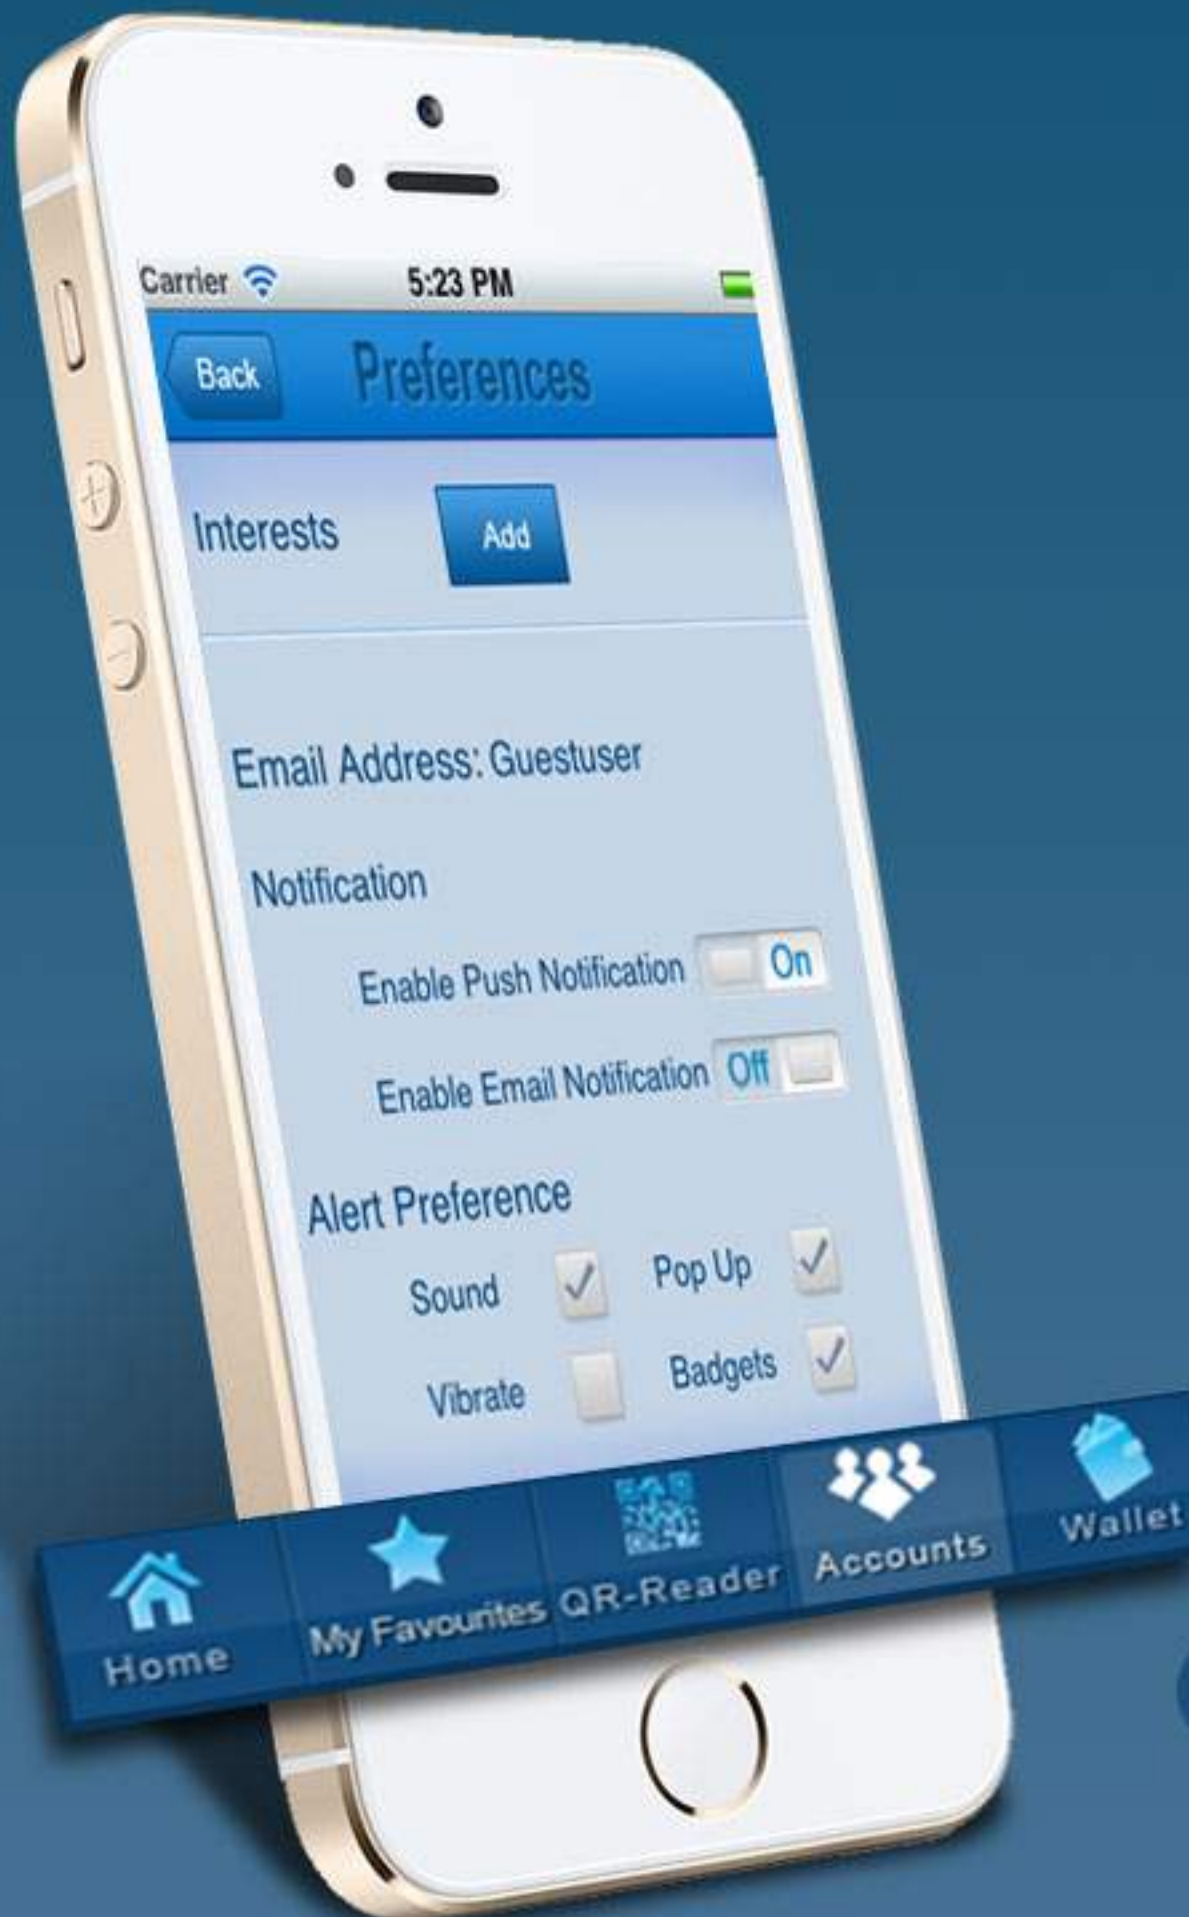 Carrier 5:23 PM
Back Preferences
Interests Add
Email Address: Guestuser
Notification
Enable Push Notification On
Enable Email Notification Off
Alert Preference
Sound Pop Up
Vibrate Badgets
Home My Favourites QR-Reader Accounts Wallet